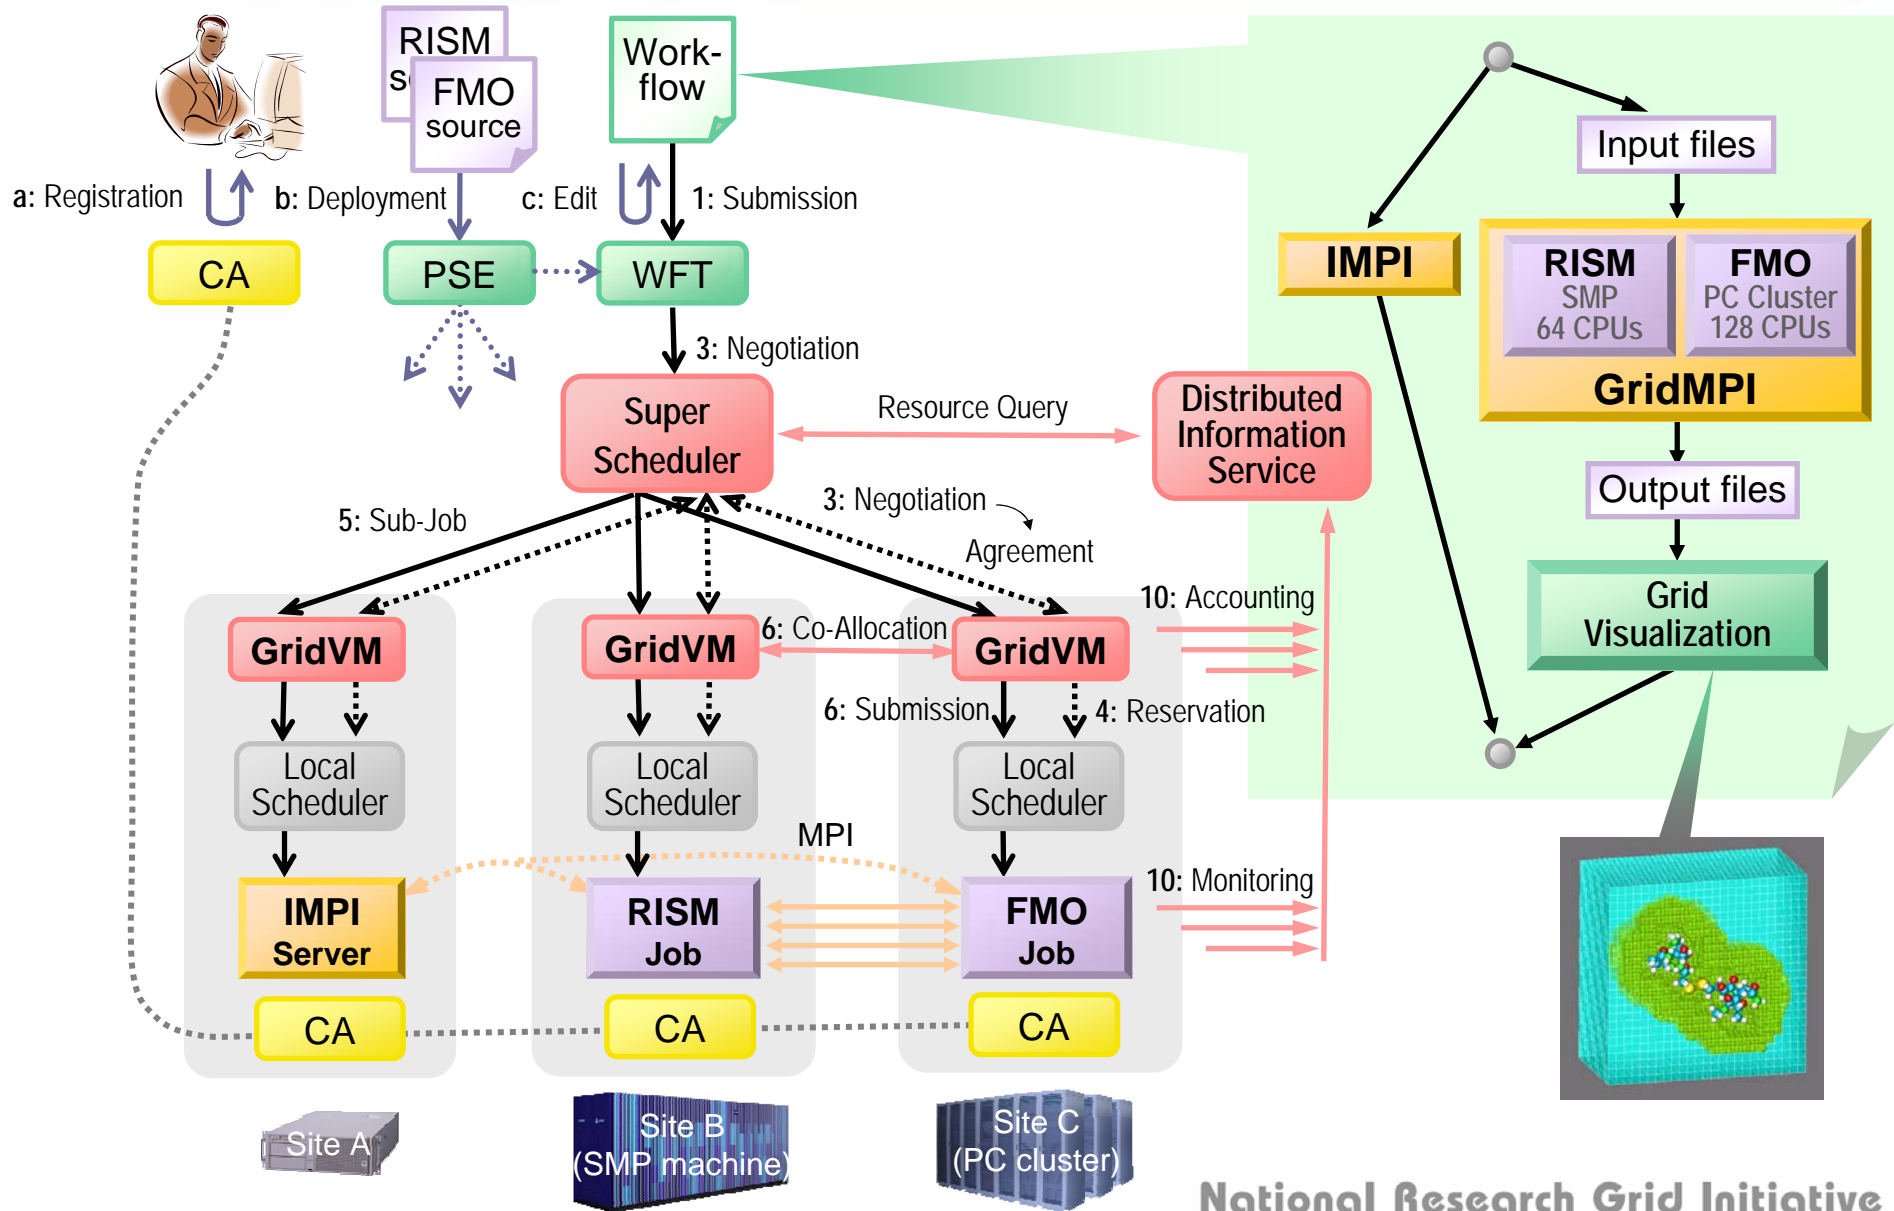 RISM
FMO
source
Work-
flow
a: Registration
b: Deployment
c: Edit
1: Submission
CA
PSE
WFT
3: Negotiation
Super
Scheduler
Resource Query
Distributed
Information
Service
5: Sub-Job
3: Negotiation
Agreement
GridVM
GridVM
6: Co-Allocation
GridVM
10: Accounting
6: Submission
4: Reservation
Local
Scheduler
Local
Scheduler
Local
Scheduler
MPI
10: Monitoring
IMPI
Server
RISM
Job
FMO
Job
CA
CA
CA
Site A
Site B
(SMP machine)
Site C
(PC cluster)
Input files
IMPI
RISM
SMP
64 CPUs
FMO
PC Cluster
128 CPUs
GridMPI
Output files
Grid
Visualization
National Research Grid Initiative